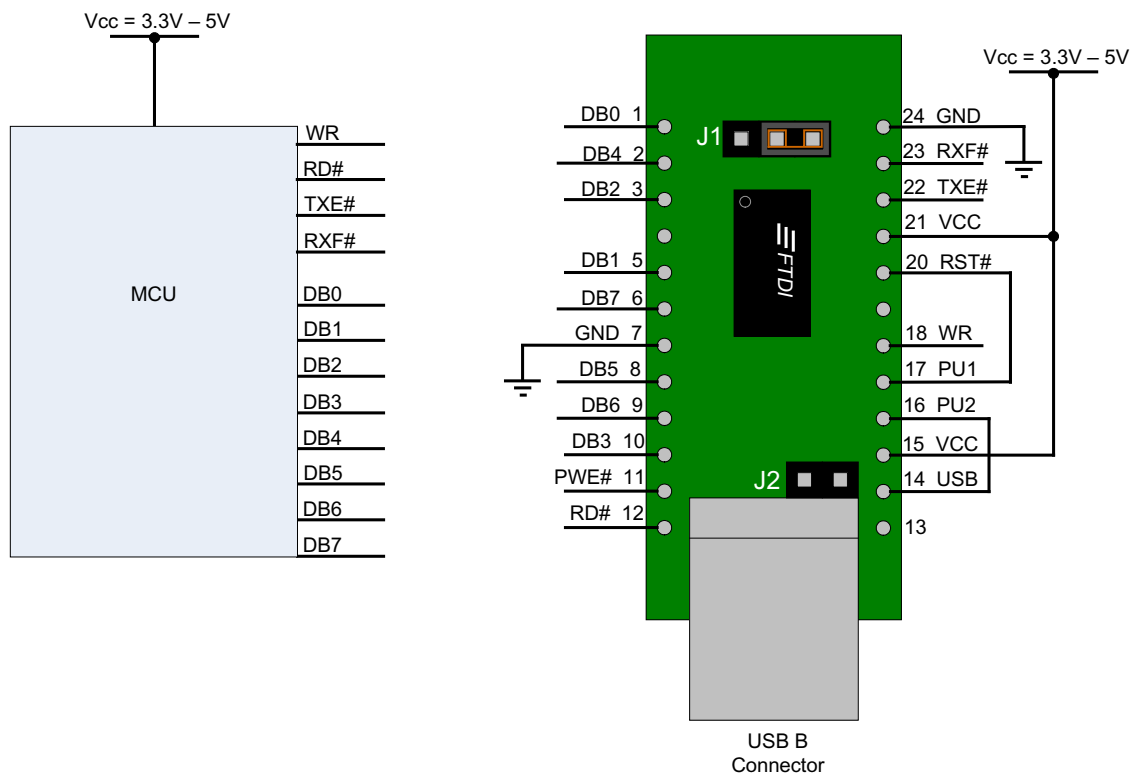 Vcc = 3.3V – 5V
MCU
WR
RD#
TXE#
RXF#
DB0
DB1
DB2
DB3
DB4
DB5
DB6
DB7
DB0 1
DB4 2
DB2 3
DB1 5
DB7 6
GND 7
DB5 8
DB6 9
DB3 10
PWE# 11
RD# 12
J1
FTDI
J2
Vcc = 3.3V – 5V
24 GND
23 RXF#
22 TXE#
21 VCC
20 RST#
18 WR
17 PU1
16 PU2
15 VCC
14 USB
13
USB B
Connector